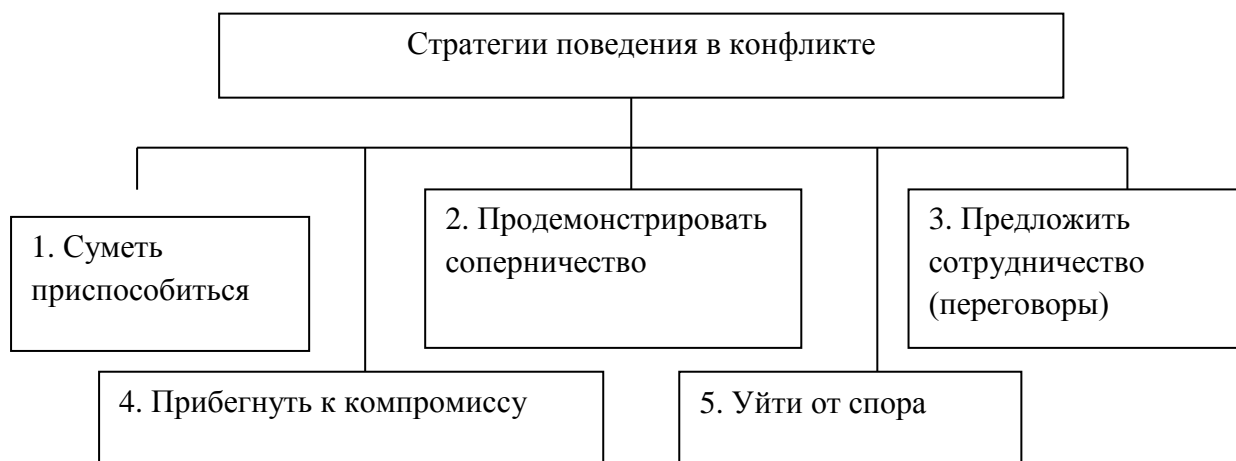 Стратегии поведения в конфликте
1. Суметь
приспособиться
2. Продемонстрировать
соперничество
3. Предложить
сотрудничество
(переговоры)
4. Прибегнуть к компромиссу
5. Уйти от спора